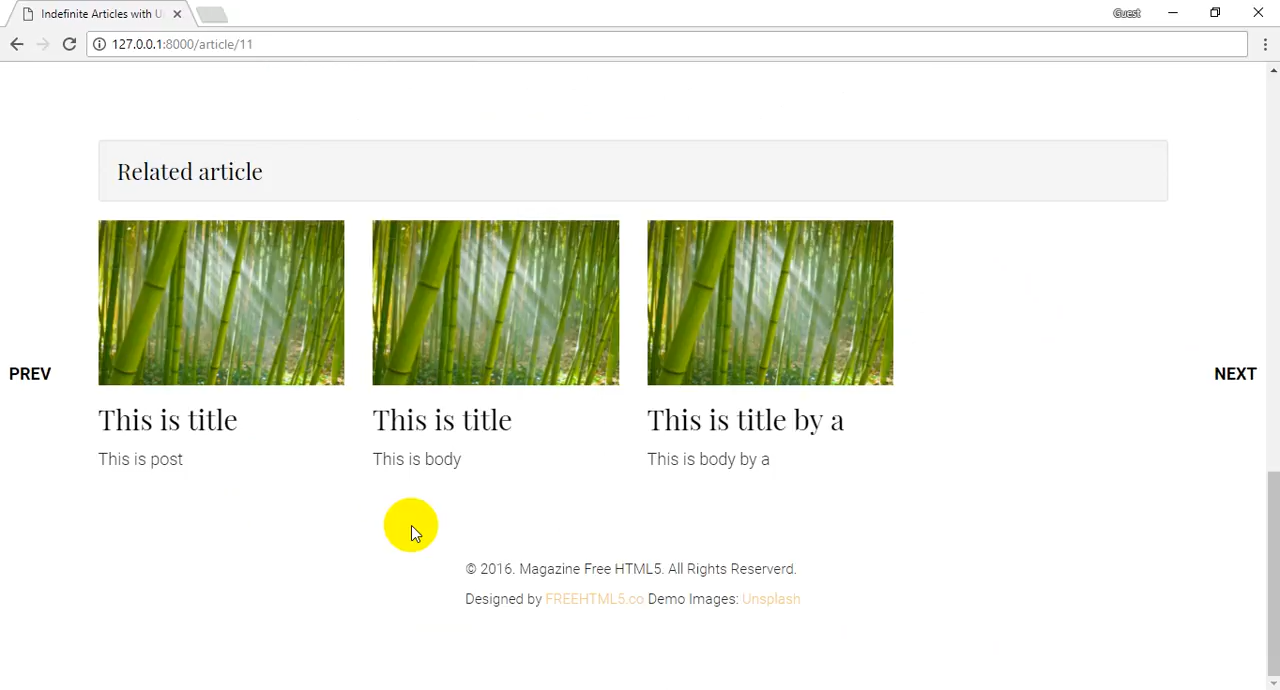 Indefinite Articles with U
Guest
127.0.0.1:8000/article/11
Related article
PREV
NEXT
This is title
This is post
This is title
This is body
This is title by a
This is body by a
© 2016. Magazine Free HTML5. All Rights Reserverd.
Designed by FREEHTML5.co Demo Images: Unsplash